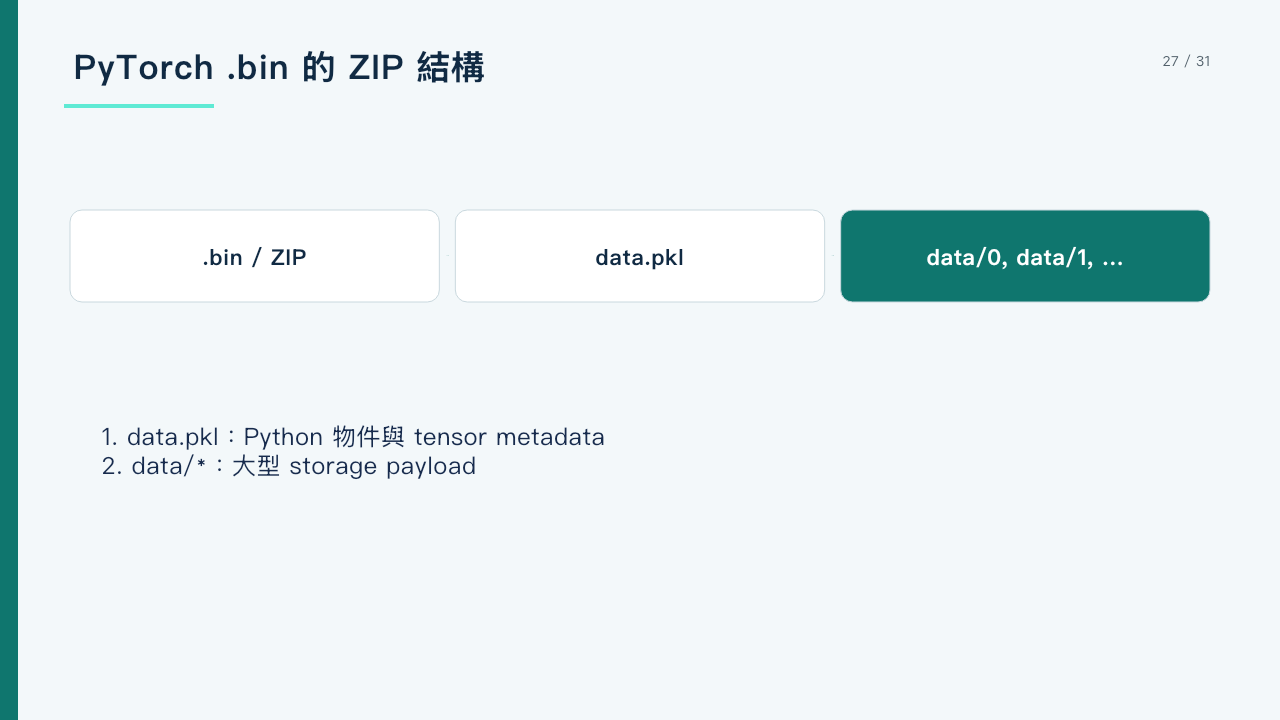 PyTorch .bin 的 ZIP 結構
27 / 31
.bin / ZIP
data.pkl
data/0, data/1, ...
1. data.pkl：Python 物件與 tensor metadata
2. data/*：大型 storage payload